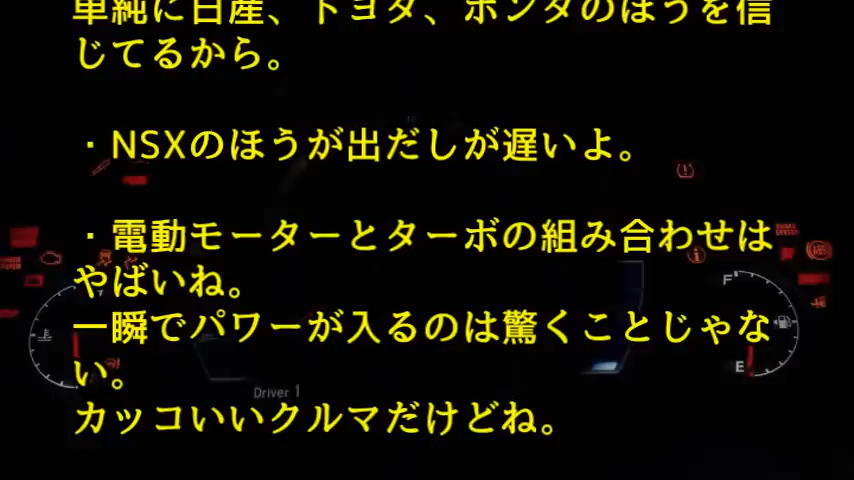 単純に日産、トヨタ、ホンダのほうを信
じてるから。
・NSXのほうが出だしが遅いよ。
・電動モーターとターボの組み合わせは
やばいね。
一瞬でパワーが入るのは驚くことじゃな
い。
カッコいいクルマだけどね。
F
E
Driver 1